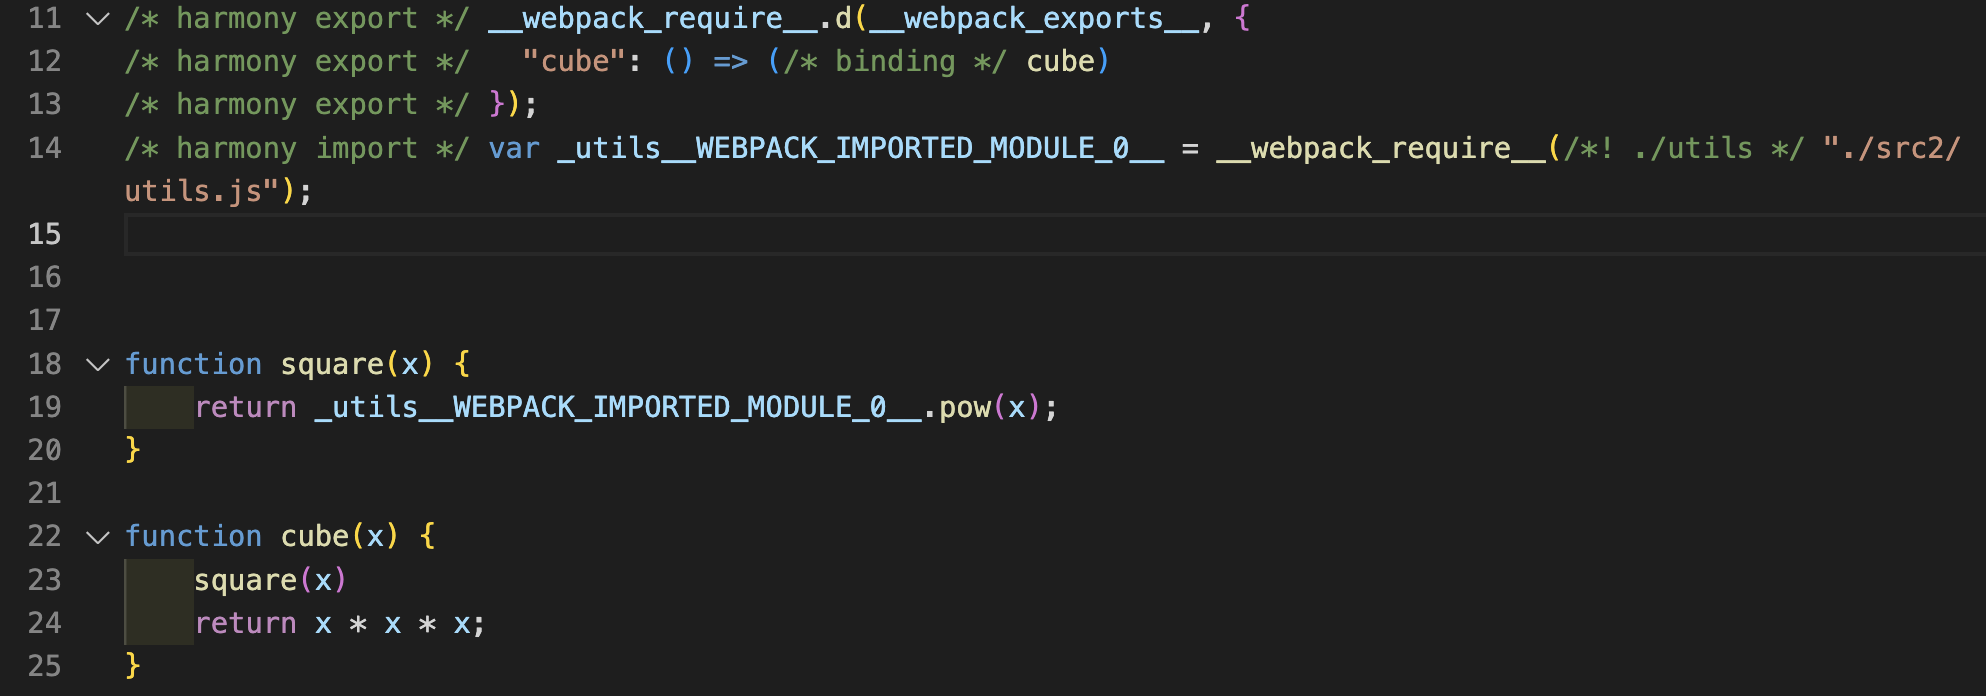 11 /* harmony export */ __webpack_require__.d(__webpack_exports__, {
12 /* harmony export */   "cube": () => (/* binding */ cube)
13 /* harmony export */ });
14 /* harmony import */ var _utils__WEBPACK_IMPORTED_MODULE_0__ = __webpack_require__(/*! ./utils */ "./src2/
utils.js");
15
16
17
18 function square(x) {
19     return _utils__WEBPACK_IMPORTED_MODULE_0__.pow(x);
20 }
21
22 function cube(x) {
23     square(x)
24     return x * x * x;
25 }